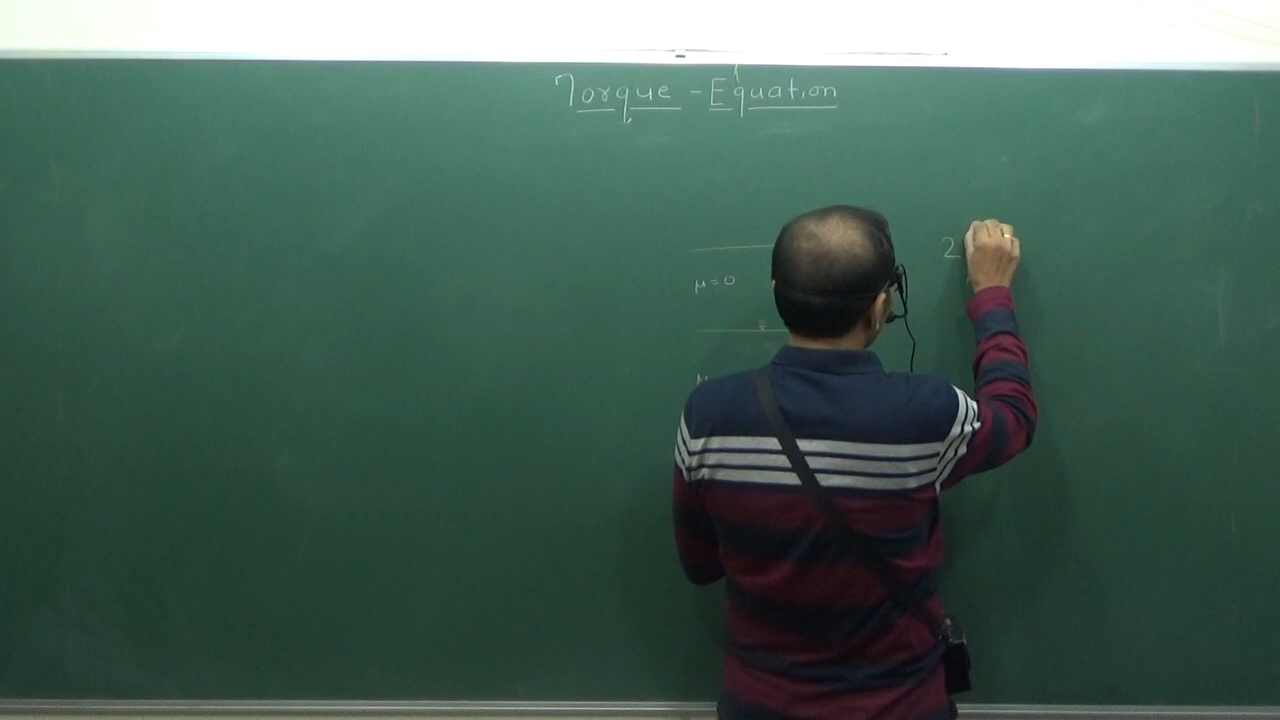 Torque - Equation
2
μ = 0
μ